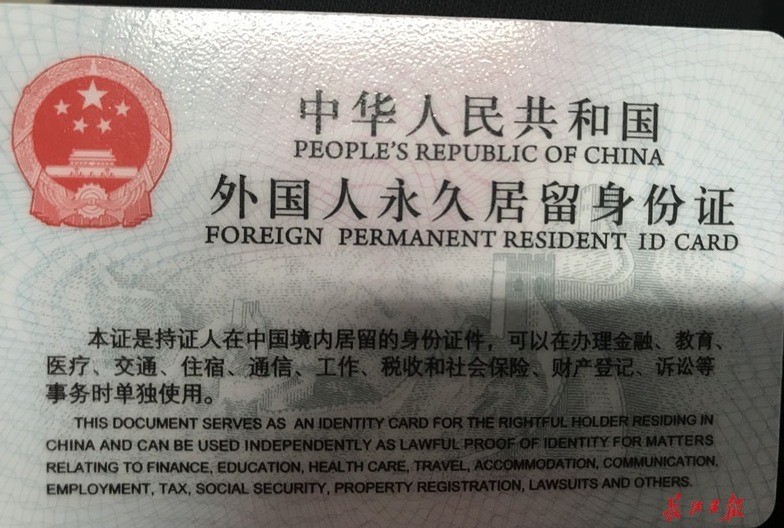 中华人民共和国
PEOPLE'S REPUBLIC OF CHINA
外国人永久居留身份证
FOREIGN PERMANENT RESIDENT ID CARD
本证是持证人在中国境内居留的身份证件，可以在办理金融、教育、
医疗、交通、住宿、通信、工作、税收和社会保险、财产登记、诉讼等
事务时单独使用。
THIS DOCUMENT SERVES AS AN IDENTITY CARD FOR THE RIGHTFUL HOLDER RESIDING IN
CHINA AND CAN BE USED INDEPENDENTLY AS LAWFUL PROOF OF IDENTITY FOR MATTERS
RELATING TO FINANCE, EDUCATION, HEALTH CARE, TRAVEL, ACCOMMODATION, COMMUNICATION,
EMPLOYMENT, TAX, SOCIAL SECURITY, PROPERTY REGISTRATION, LAWSUITS AND OTHERS.
长江日报